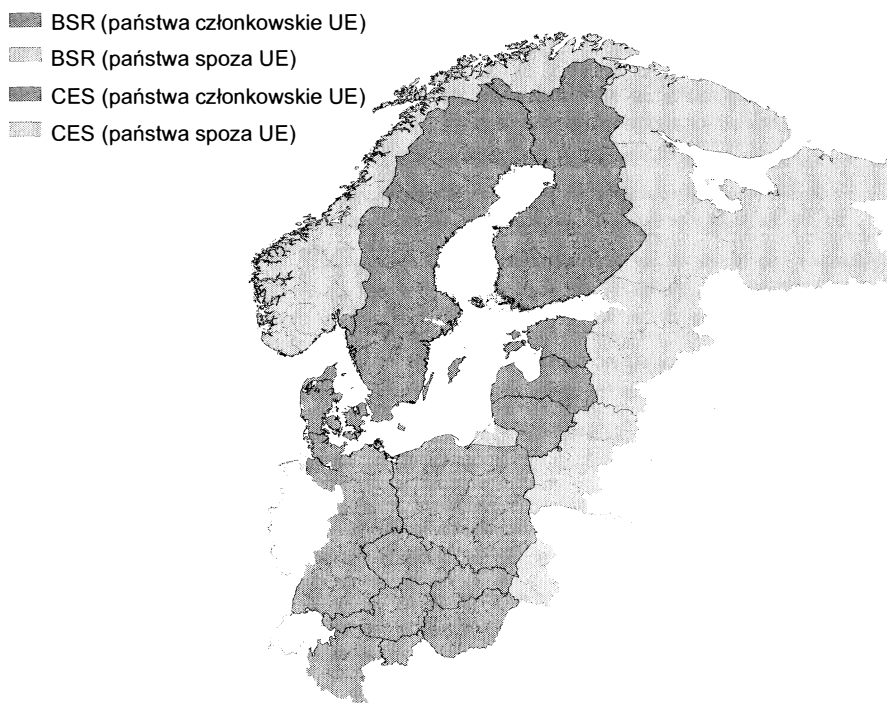 BSR (państwa członkowskie UE)
BSR (państwa spoza UE)
CES (państwa członkowskie UE)
CES (państwa spoza UE)